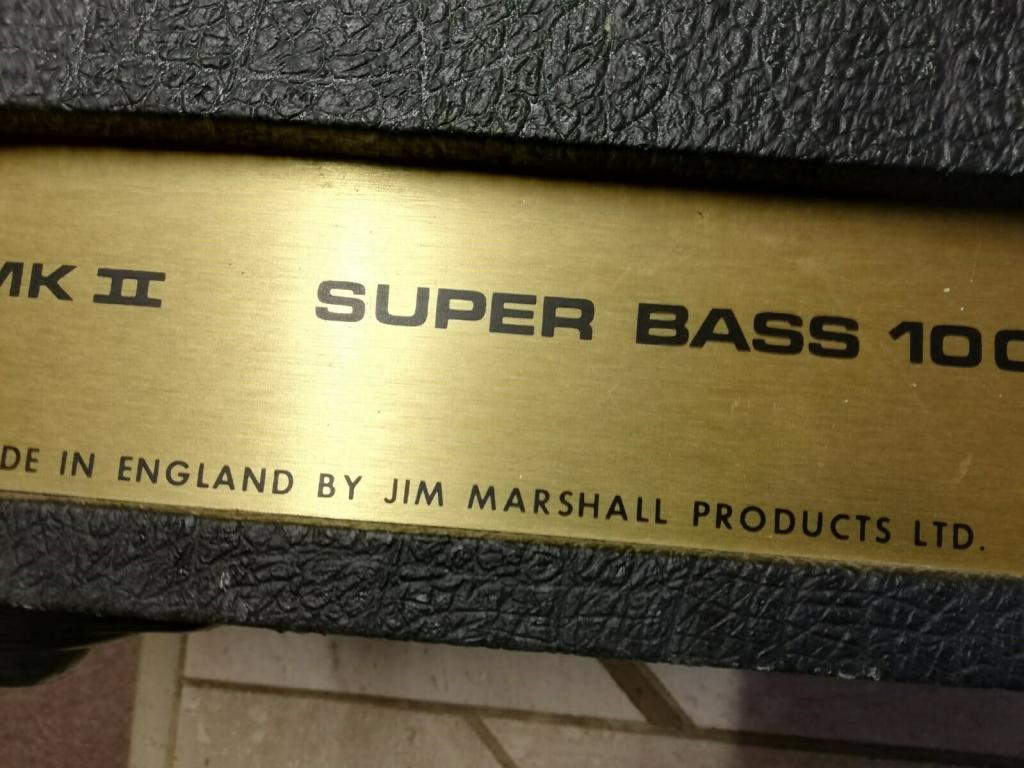 MK II SUPER BASS 100
DE IN ENGLAND BY JIM MARSHALL PRODUCTS LTD.